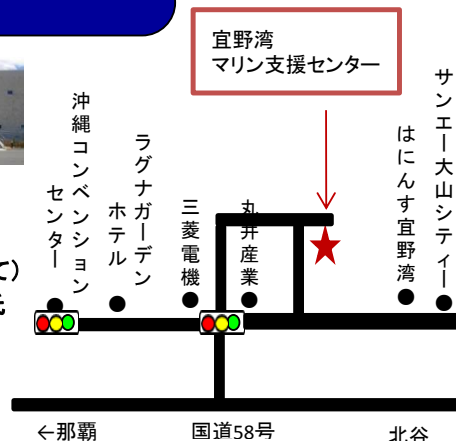 宜野湾
マリン支援センター
沖縄コンベンション
センター
ラグナガーデン
ホテル
三菱電機
丸井産業
はにんす宜野湾
サンエー大山シティー
て)
←那覇
国道58号
北谷